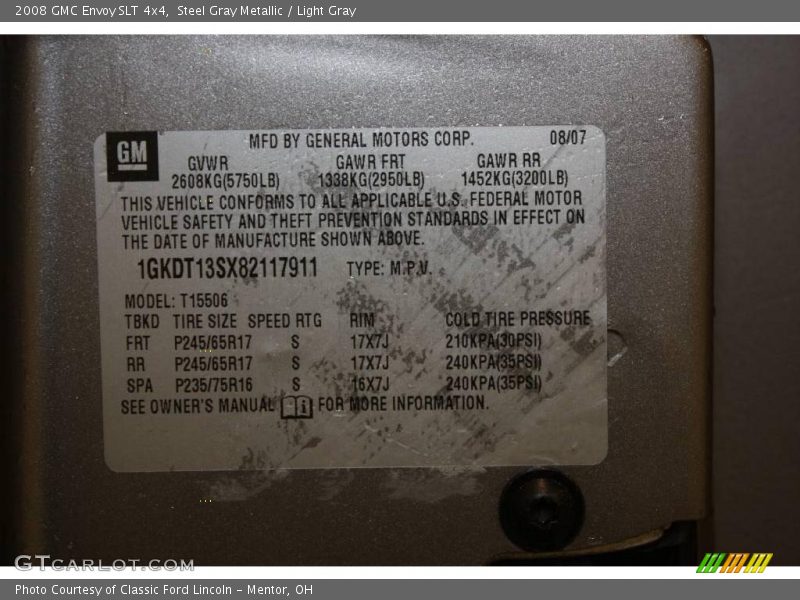 2008 GMC Envoy SLT 4x4,  Steel Gray Metallic / Light Gray
GM
MFD BY GENERAL MOTORS CORP.
08/07
GVWR GAWR FRT GAWR RR
2608KG(5750LB) 1338KG(2950LB) 1452KG(3200LB)
THIS VEHICLE CONFORMS TO ALL APPLICABLE U.S. FEDERAL MOTOR
VEHICLE SAFETY AND THEFT PREVENTION STANDARDS IN EFFECT ON
THE DATE OF MANUFACTURE SHOWN ABOVE.
1GKDT13SX82117911 TYPE: M.P.V.
MODEL: T15506
TBKD TIRE SIZE SPEED RTG RIM COLD TIRE PRESSURE
FRT P245/65R17 S 17X7J 210KPA(30PSI)
RR P245/65R17 S 17X7J 240KPA(35PSI)
SPA P235/75R16 S 16X7J 240KPA(35PSI)
SEE OWNER'S MANUAL i FOR MORE INFORMATION.
GTCARLOT.COM
Photo Courtesy of Classic Ford Lincoln - Mentor, OH